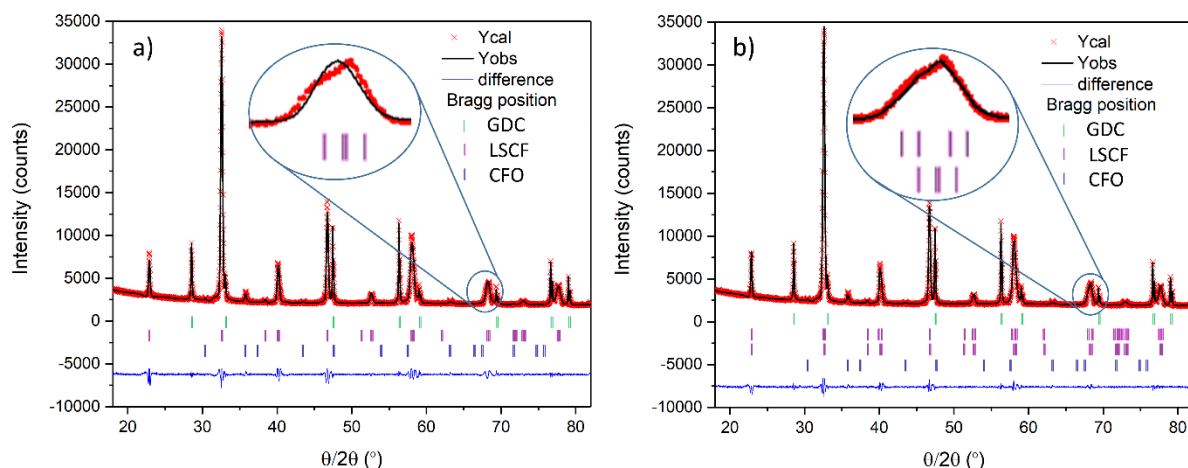 a)
Ycal
Yobs
difference
Bragg position
GDC
LSCF
CFO
35000
30000
25000
20000
15000
10000
5000
0
-5000
-10000
Intensity (counts)
20 30 40 50 60 70 80
θ/2θ (°)
b)
Ycal
Yobs
difference
Bragg position
GDC
LSCF
CFO
35000
30000
25000
20000
15000
10000
5000
0
-5000
-10000
Intensity (counts)
20 30 40 50 60 70 80
θ/2θ (°)